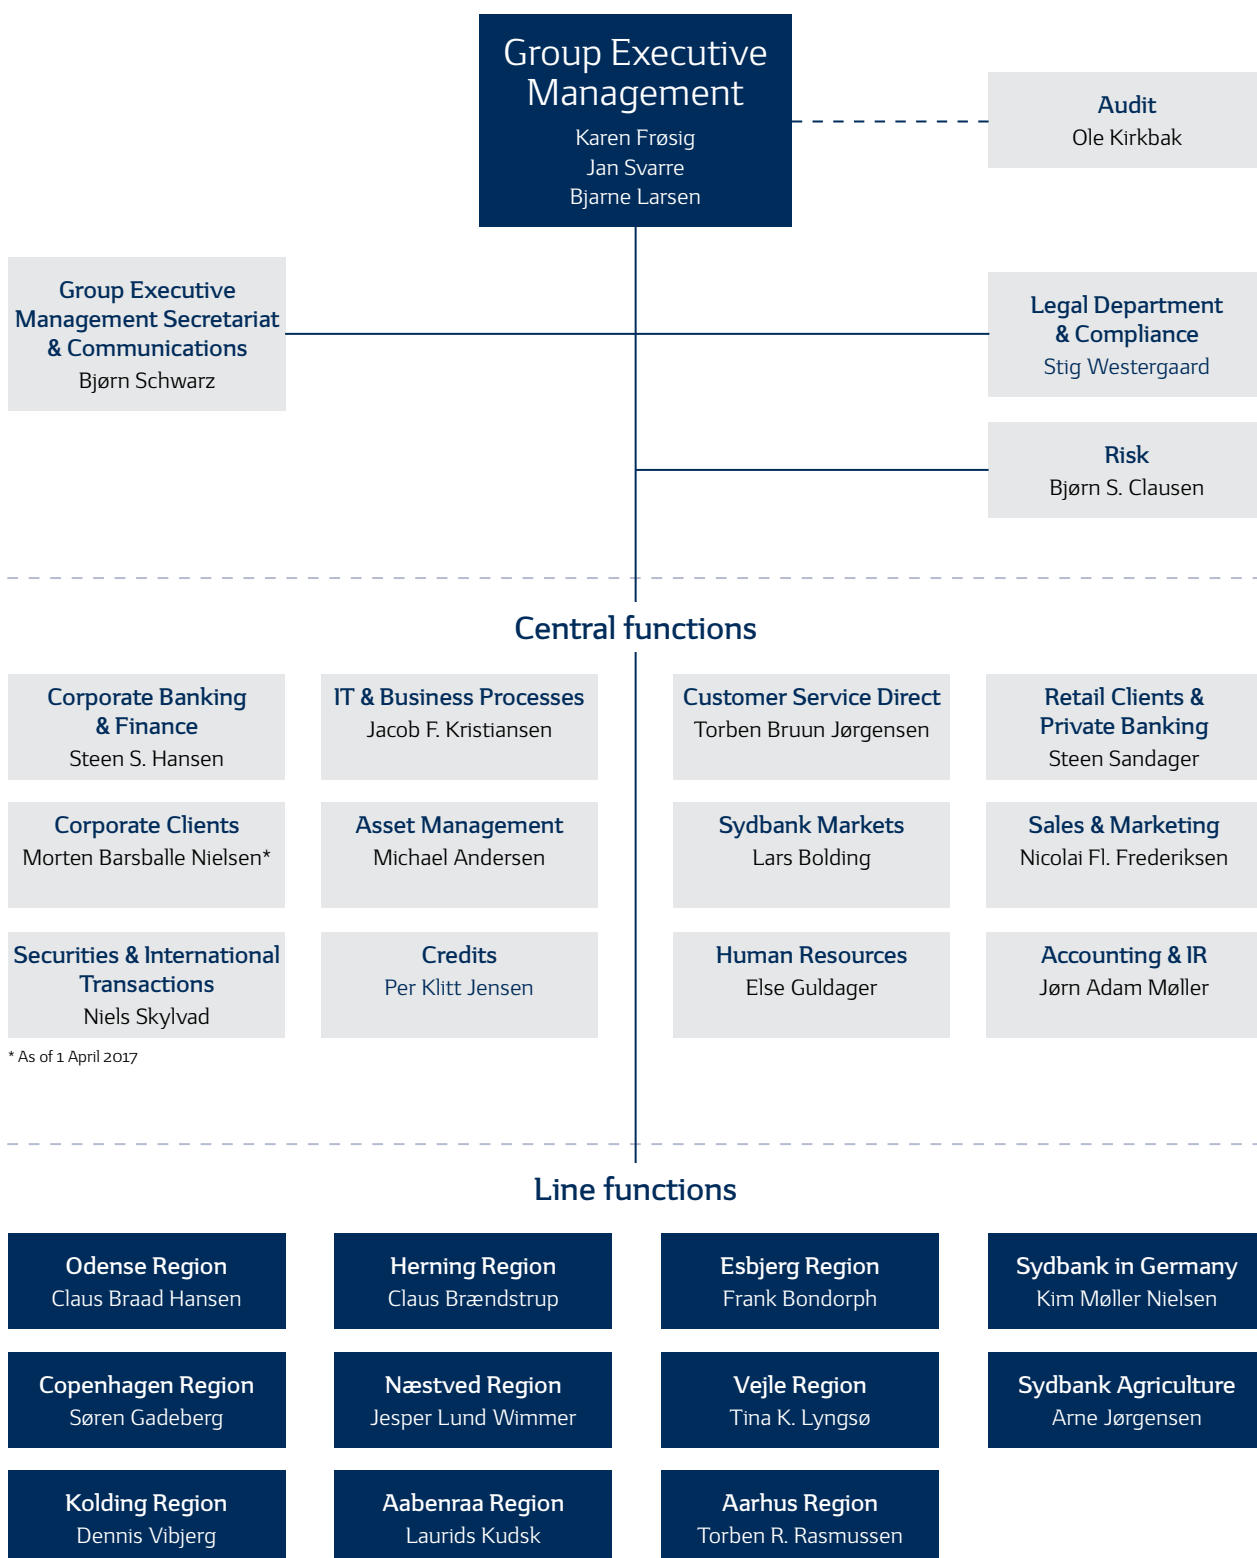 Group Executive
Management
Karen Frøsig
Jan Svarre
Bjarne Larsen
Audit
Ole Kirkbak
Group Executive
Management Secretariat
& Communications
Bjørn Schwarz
Legal Department
& Compliance
Stig Westergaard
Risk
Bjørn S. Clausen
Central functions
Corporate Banking
& Finance
Steen S. Hansen
IT & Business Processes
Jacob F. Kristiansen
Customer Service Direct
Torben Bruun Jørgensen
Retail Clients &
Private Banking
Steen Sandager
Corporate Clients
Morten Barsballe Nielsen*
Asset Management
Michael Andersen
Sydbank Markets
Lars Bolding
Sales & Marketing
Nicolai Fl. Frederiksen
Securities & International
Transactions
Niels Skylvad
Credits
Per Klitt Jensen
Human Resources
Else Guldager
Accounting & IR
Jørn Adam Møller
* As of 1 April 2017
Line functions
Odense Region
Claus Braad Hansen
Herning Region
Claus Brændstrup
Esbjerg Region
Frank Bondorph
Sydbank in Germany
Kim Møller Nielsen
Copenhagen Region
Søren Gadeberg
Næstved Region
Jesper Lund Wimmer
Vejle Region
Tina K. Lyngsø
Sydbank Agriculture
Arne Jørgensen
Kolding Region
Dennis Vibjerg
Aabenraa Region
Laurids Kudsk
Aarhus Region
Torben R. Rasmussen